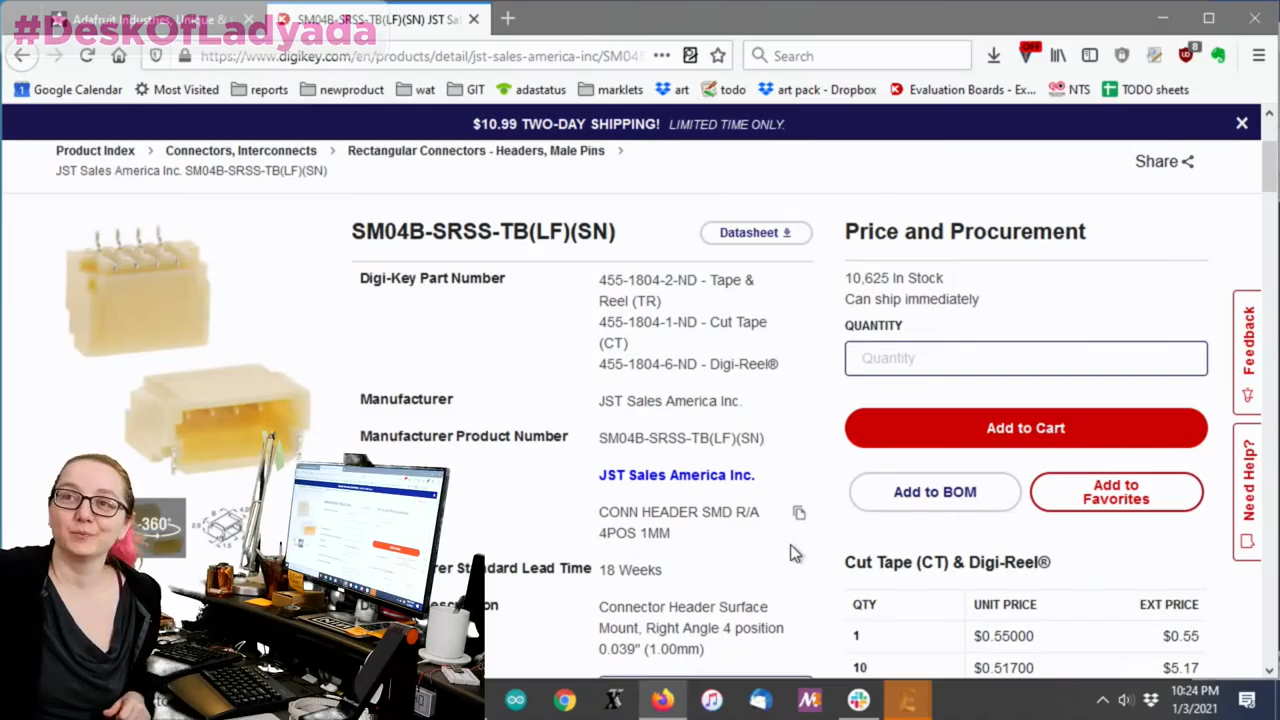 #DeskOfLadyada
Adafruit Industries, Unique &
SM04B-SRSS-TB(LF)(SN) JST Sa
https://www.digikey.com/en/products/detail/jst-sales-america-inc/SM04B
Search
OFF
8
Google Calendar
Most Visited
reports
newproduct
wat
GIT
adastatus
marklets
art
todo
art pack - Dropbox
Evaluation Boards - Ex...
NTS
TODO sheets
$10.99 TWO-DAY SHIPPING! LIMITED TIME ONLY.
Product Index > Connectors, Interconnects > Rectangular Connectors - Headers, Male Pins >
JST Sales America Inc. SM04B-SRSS-TB(LF)(SN)
Share
SM04B-SRSS-TB(LF)(SN)
Datasheet
Digi-Key Part Number
455-1804-2-ND - Tape &
Reel (TR)
455-1804-1-ND - Cut Tape
(CT)
455-1804-6-ND - Digi-Reel®
Manufacturer
JST Sales America Inc.
Manufacturer Product Number
SM04B-SRSS-TB(LF)(SN)
JST Sales America Inc.
CONN HEADER SMD R/A
4POS 1MM
Standard Lead Time
18 Weeks
Connector Header Surface
Mount, Right Angle 4 position
0.039" (1.00mm)
360°
Price and Procurement
10,625 In Stock
Can ship immediately
QUANTITY
Quantity
Add to Cart
Add to BOM
Add to
Favorites
Cut Tape (CT) & Digi-Reel®
QTY UNIT PRICE EXT PRICE
1 $0.55000 $0.55
10 $0.51700 $5.17
Feedback
Need Help?
10:24 PM
1/3/2021